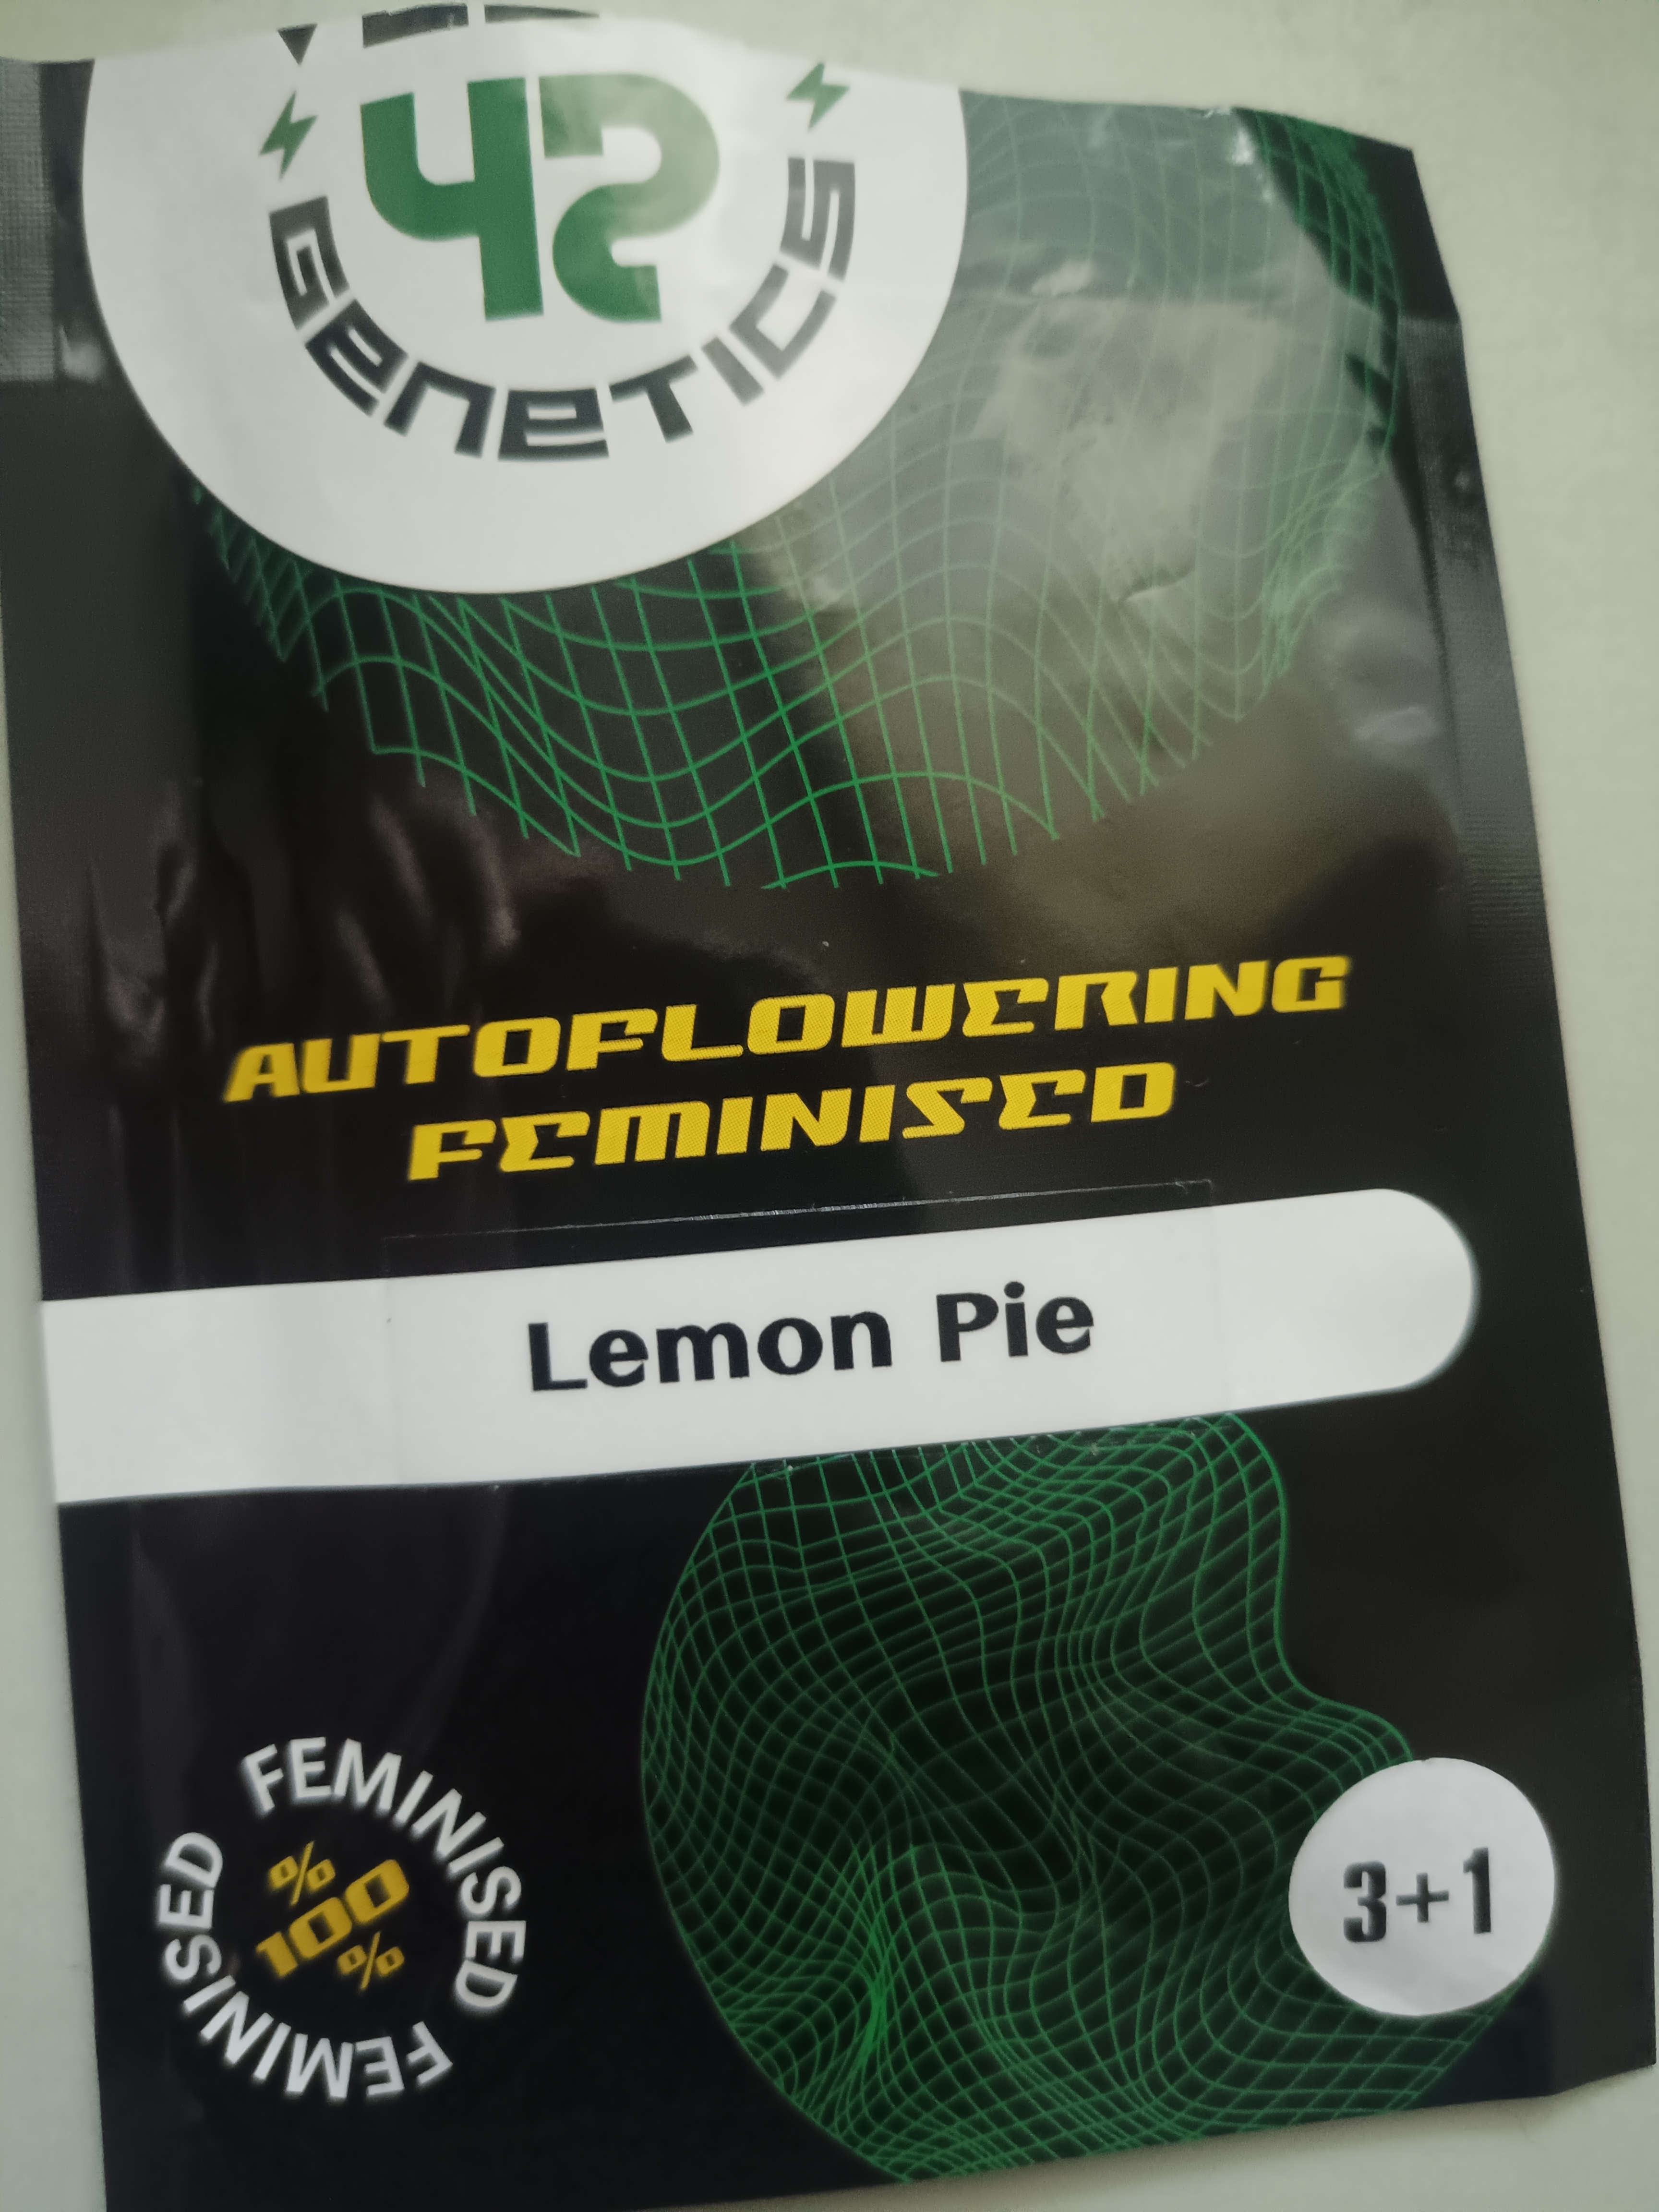 42
GENETICS
AUTOFLOWERING
FEMINISED
Lemon Pie
FEMINISED
FEMINISED
%
100
%
3+1